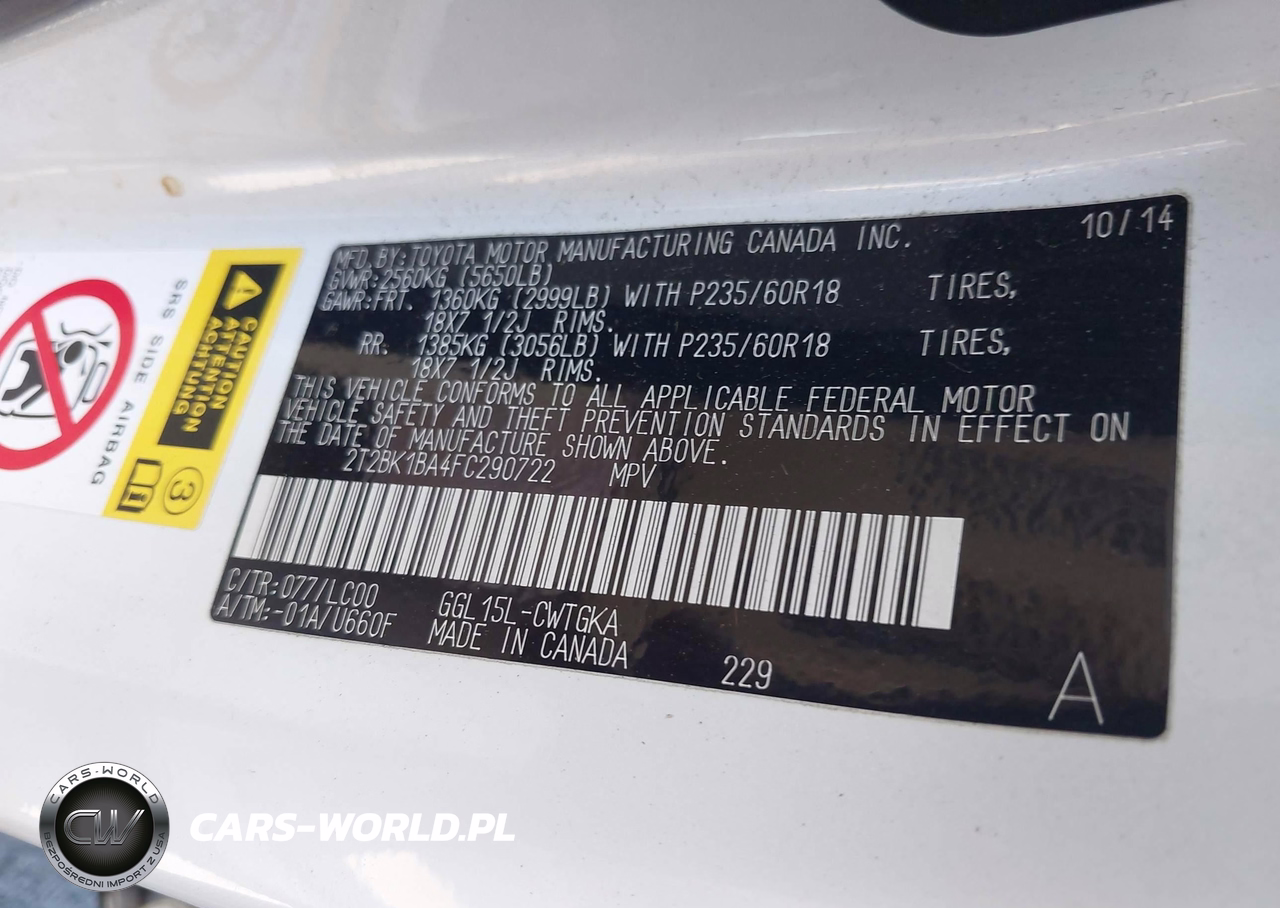 MFD. BY: TOYOTA MOTOR MANUFACTURING CANADA INC. 10/14
GVWR: 2560KG (5650LB)
GAWR: FRT. 1360KG (2999LB) WITH P235/60R18 TIRES,
18X7 1/2J RIMS.
RR: 1385KG (3056LB) WITH P235/60R18 TIRES,
18X7 1/2J RIMS.
THIS VEHICLE CONFORMS TO ALL APPLICABLE FEDERAL MOTOR
VEHICLE SAFETY AND THEFT PREVENTION STANDARDS IN EFFECT ON
THE DATE OF MANUFACTURE SHOWN ABOVE.
2T2BK1BA4FC290722 MPV
C/TR: 077/LC00 GGL15L-CWTGKA
A/TM: -01A/U660F MADE IN CANADA
229
A
CAUTION
ATTENTION
ACHTUNG
3
SRS SIDE AIRBAG
CARS-WORLD
CW
BEZPOŚREDNI IMPORT Z USA
CARS-WORLD.PL